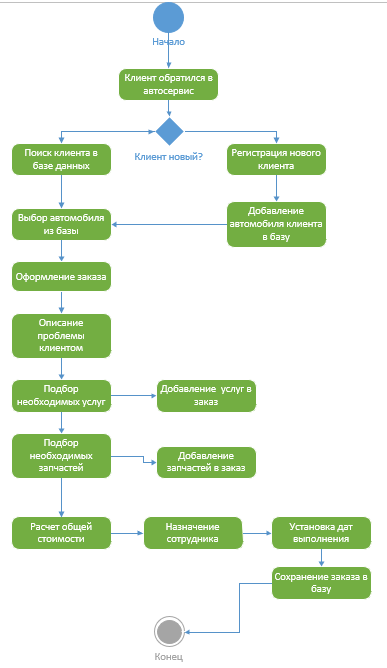 Начало
Клиент обратился в
автосервис
Клиент новый?
Поиск клиента в
базе данных
Регистрация нового
клиента
Выбор автомобиля
из базы
Добавление
автомобиля клиента
в базу
Оформление заказа
Описание
проблемы
клиентом
Подбор
необходимых услуг
Добавление услуг в
заказ
Подбор
необходимых
запчастей
Добавление
запчастей в заказ
Расчет общей
стоимости
Назначение
сотрудника
Установка дат
выполнения
Сохранение заказа в
базу
Конец